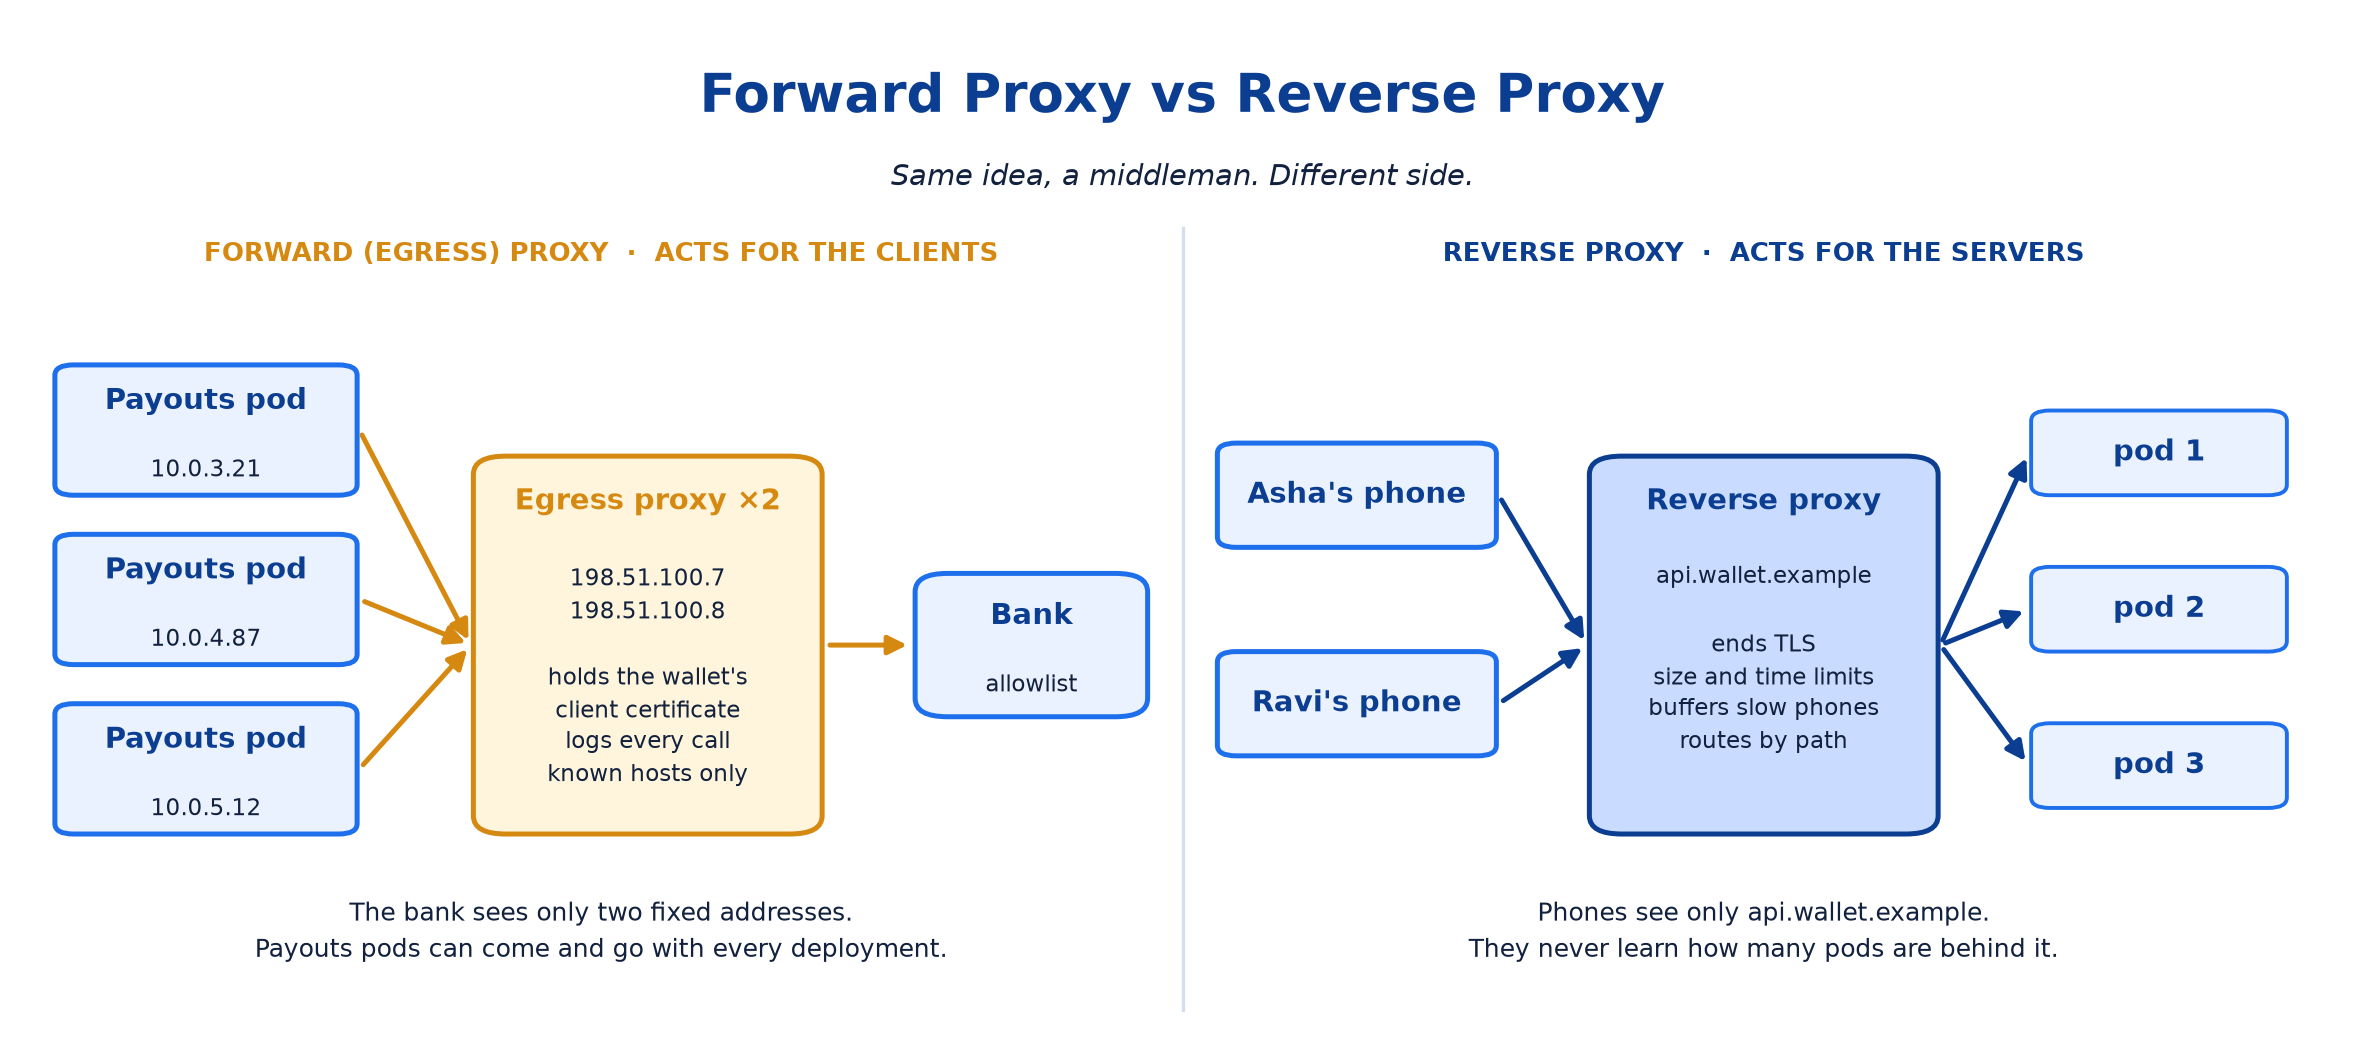 Forward Proxy vs Reverse Proxy
Same idea, a middleman. Different side.
FORWARD (EGRESS) PROXY · ACTS FOR THE CLIENTS
Payouts pod
10.0.3.21
Payouts pod
10.0.4.87
Payouts pod
10.0.5.12
Egress proxy ×2
198.51.100.7
198.51.100.8
holds the wallet's
client certificate
logs every call
known hosts only
Bank
allowlist
The bank sees only two fixed addresses.
Payouts pods can come and go with every deployment.
REVERSE PROXY · ACTS FOR THE SERVERS
Asha's phone
Ravi's phone
Reverse proxy
api.wallet.example
ends TLS
size and time limits
buffers slow phones
routes by path
pod 1
pod 2
pod 3
Phones see only api.wallet.example.
They never learn how many pods are behind it.